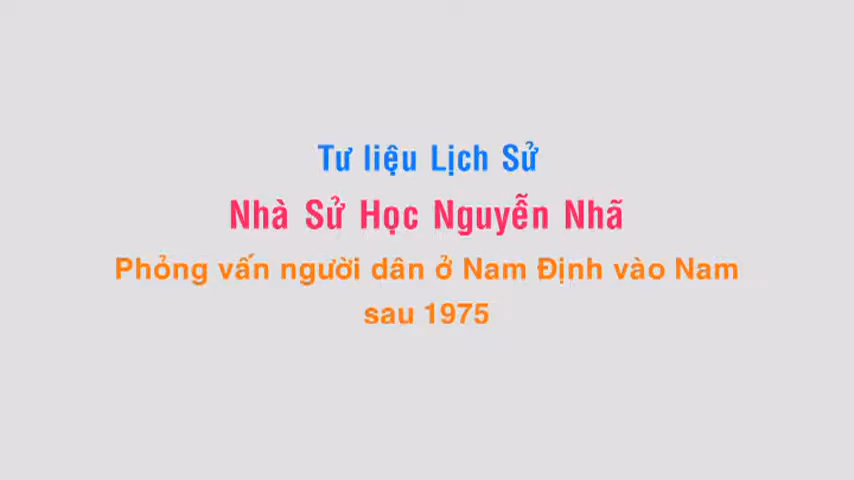 Tư liệu Lịch Sử
Nhà Sử Học Nguyễn Nhã
Phỏng vấn người dân ở Nam Định vào Nam
sau 1975